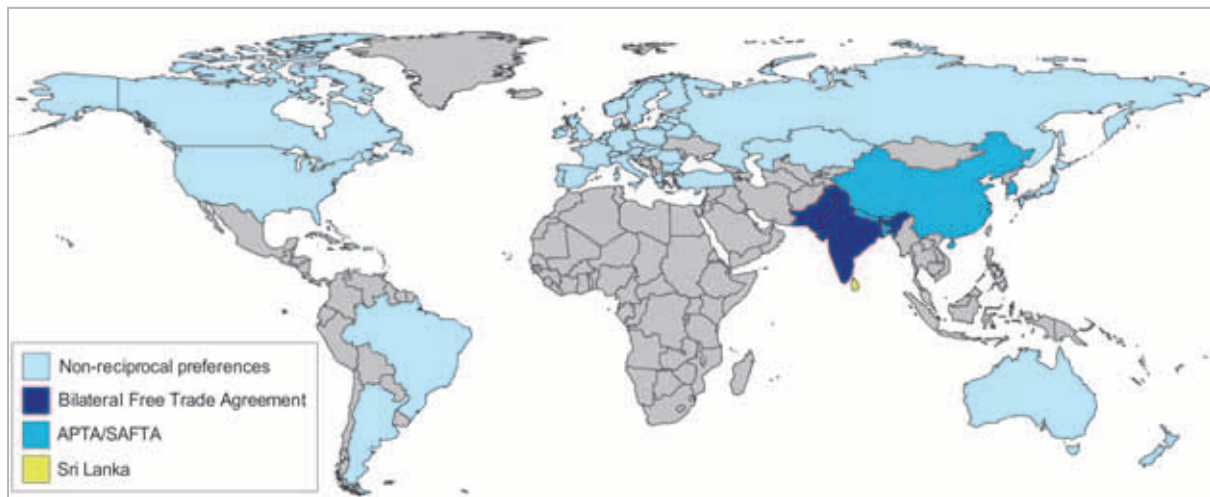 Non-reciprocal preferences
Bilateral Free Trade Agreement
APTA/SAFTA
Sri Lanka